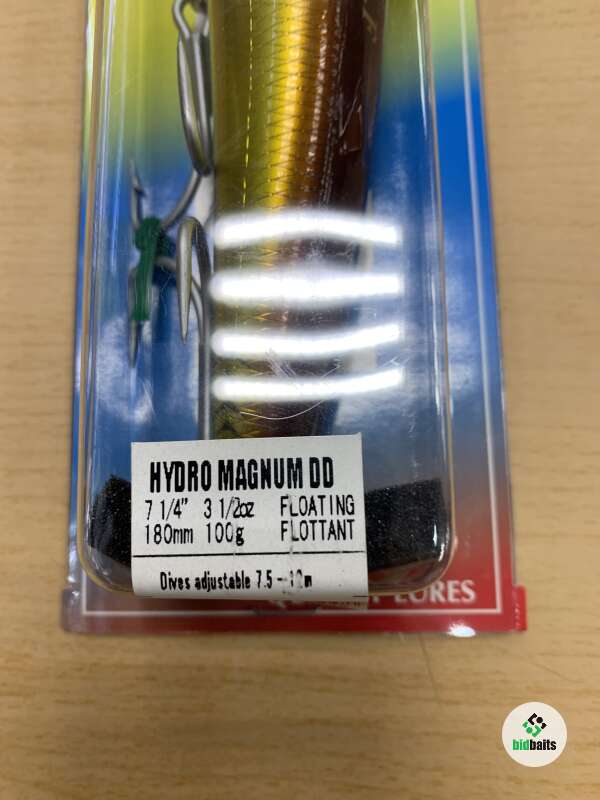 HYDRO MAGNUM DD
7 1/4" 3 1/2oz FLOATING
180mm 100g FLOTTANT
Dives adjustable 7.5 – 12m
LURES
bidbaits